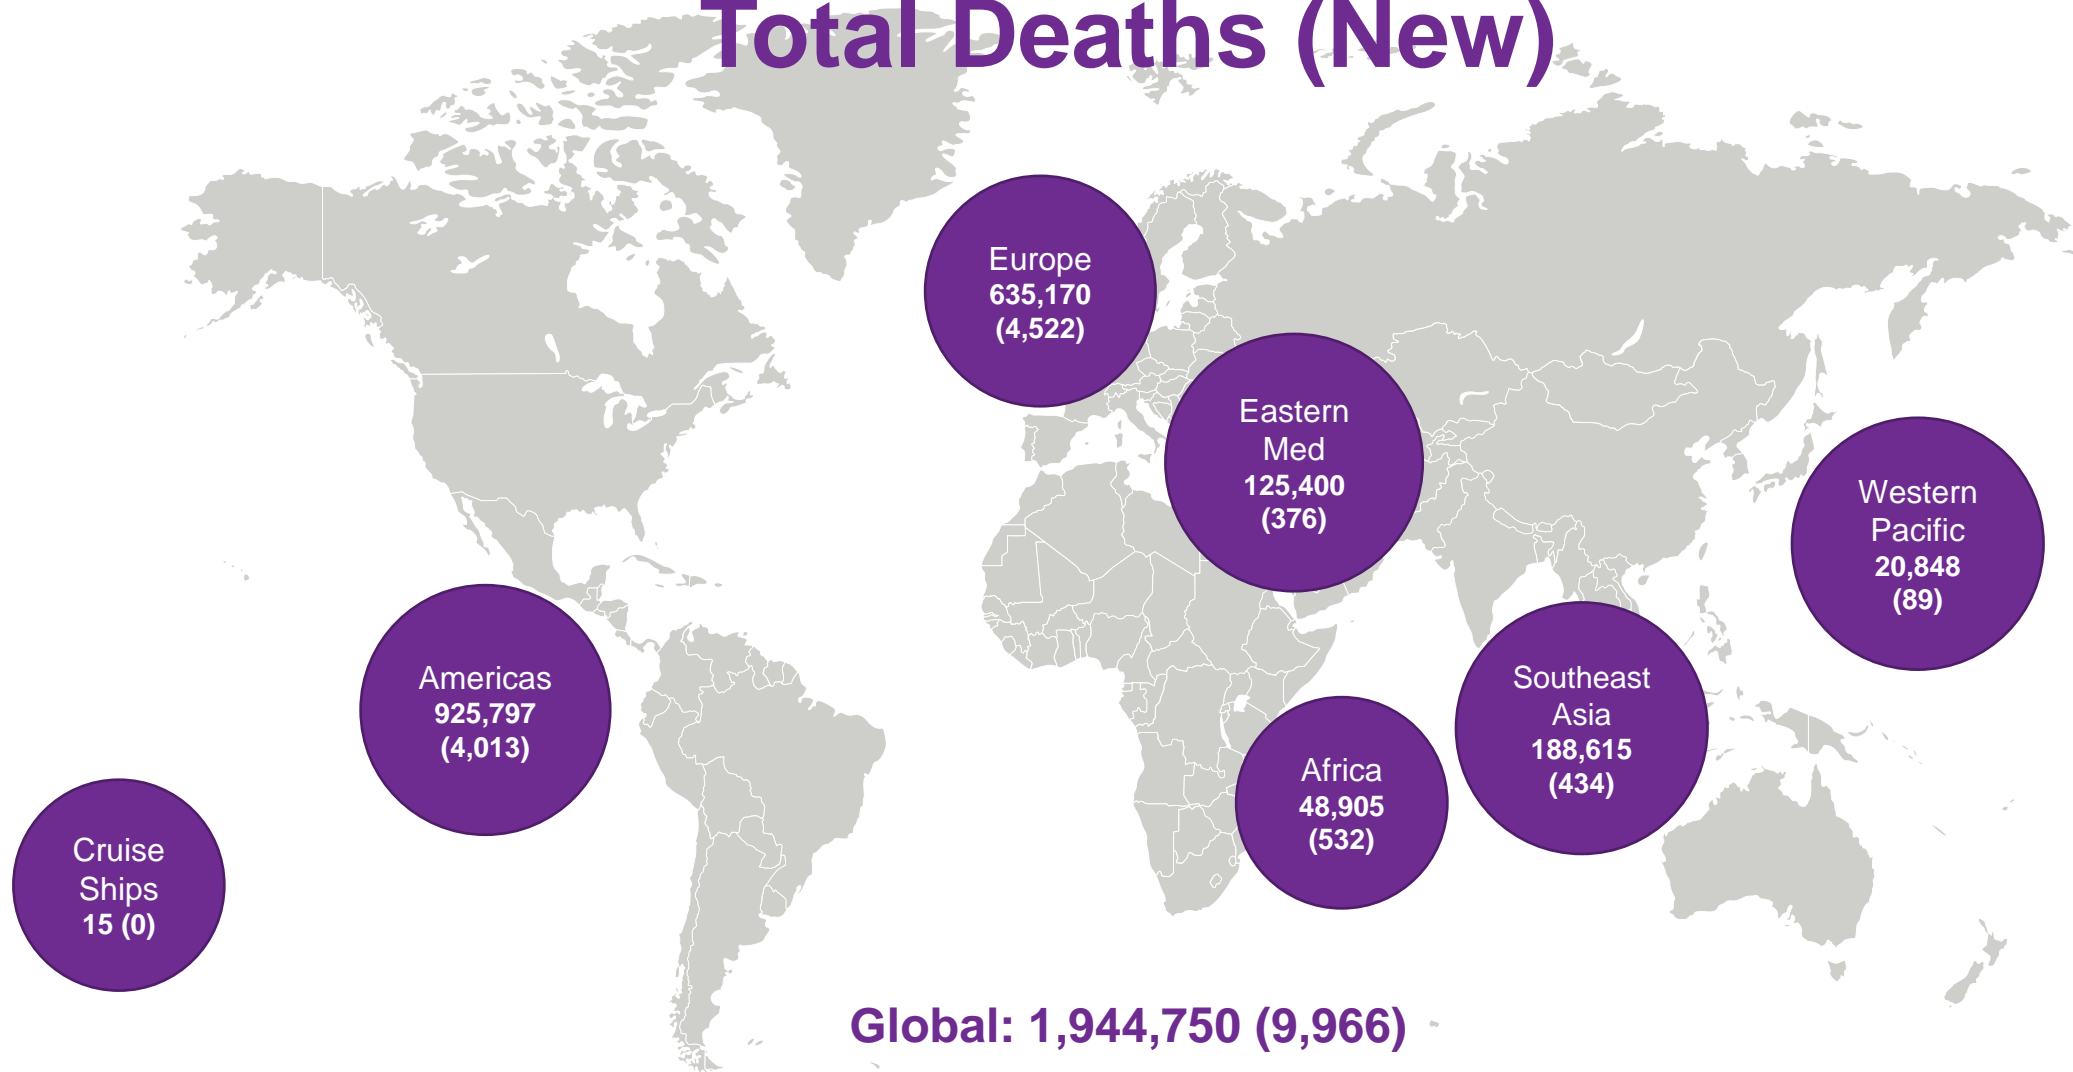 Total Deaths (New)
Europe
635,170
(4,522)
Eastern
Med
125,400
(376)
Western
Pacific
20,848
(89)
Americas
925,797
(4,013)
Southeast
Asia
188,615
(434)
Africa
48,905
(532)
Cruise
Ships
15 (0)
Global: 1,944,750 (9,966)